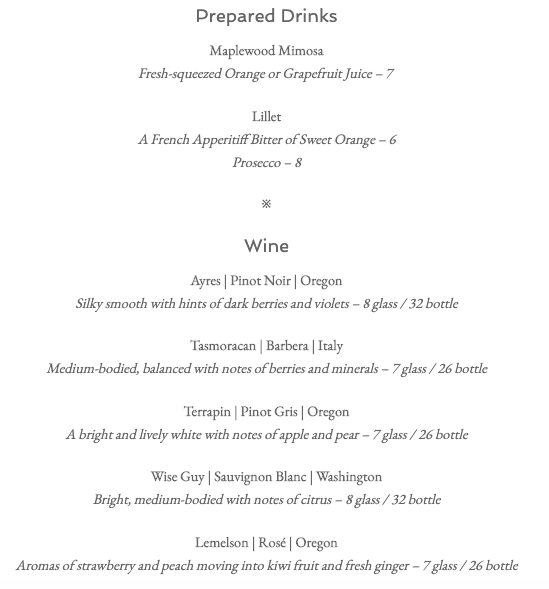 Prepared Drinks
Maplewood Mimosa
Fresh-squeezed Orange or Grapefruit Juice – 7
Lillet
A French Apperitiff Bitter of Sweet Orange – 6
Prosecco – 8
※
Wine
Ayres | Pinot Noir | Oregon
Silky smooth with hints of dark berries and violets – 8 glass / 32 bottle
Tasmoracan | Barbera | Italy
Medium-bodied, balanced with notes of berries and minerals – 7 glass / 26 bottle
Terrapin | Pinot Gris | Oregon
A bright and lively white with notes of apple and pear – 7 glass / 26 bottle
Wise Guy | Sauvignon Blanc | Washington
Bright, medium-bodied with notes of citrus – 8 glass / 32 bottle
Lemelson | Rosé | Oregon
Aromas of strawberry and peach moving into kiwi fruit and fresh ginger – 7 glass / 26 bottle